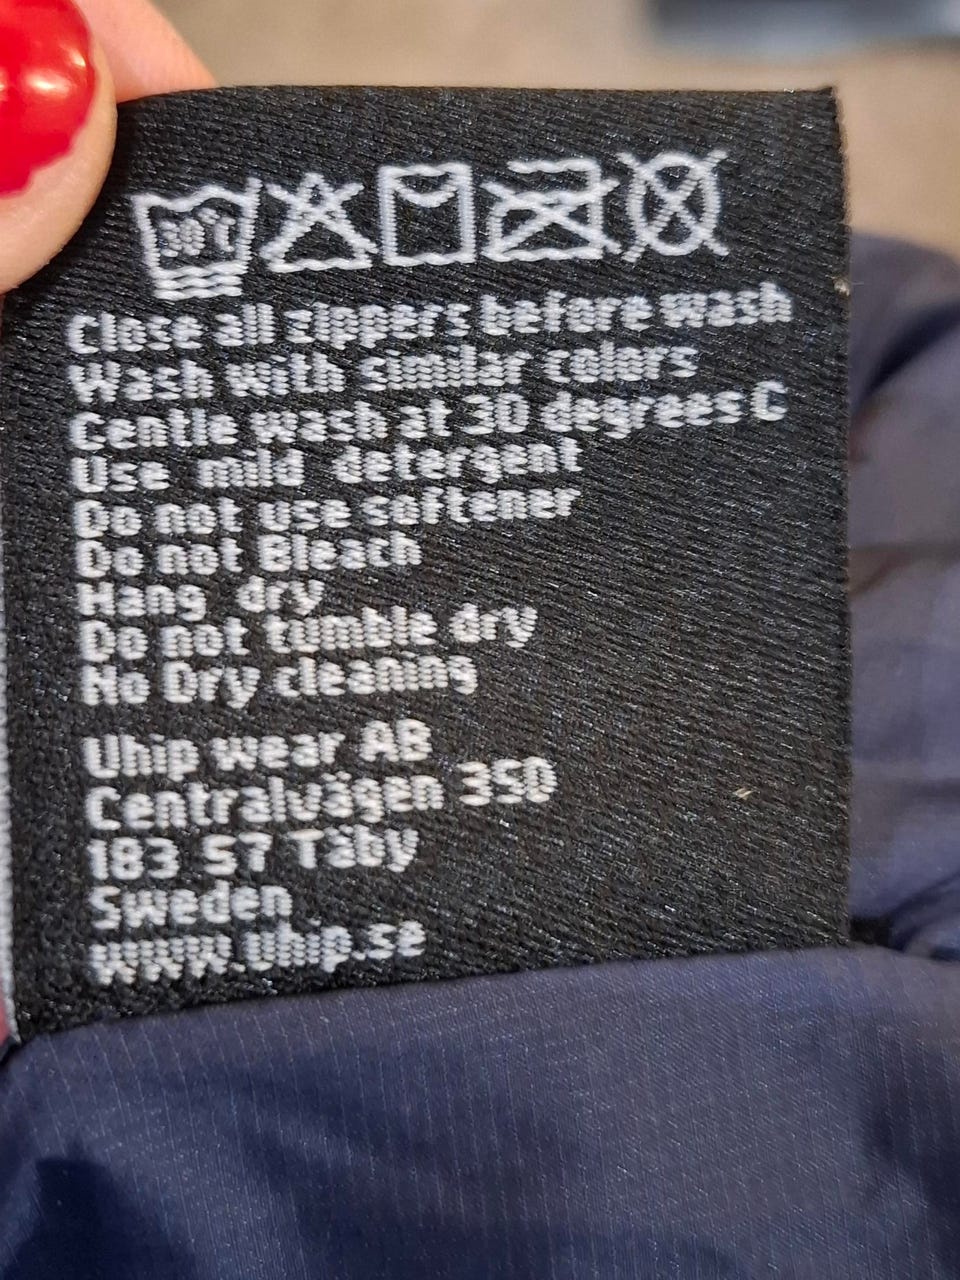 30°C
Close all zippers before wash
Wash with similar colors
Gentle wash at 30 degrees C
Use mild detergent
Do not use softener
Do not Bleach
Hang dry
Do not tumble dry
No Dry cleaning
Uhip wear AB
Centralvägen 350
183 57 Täby
Sweden
www.uhip.se